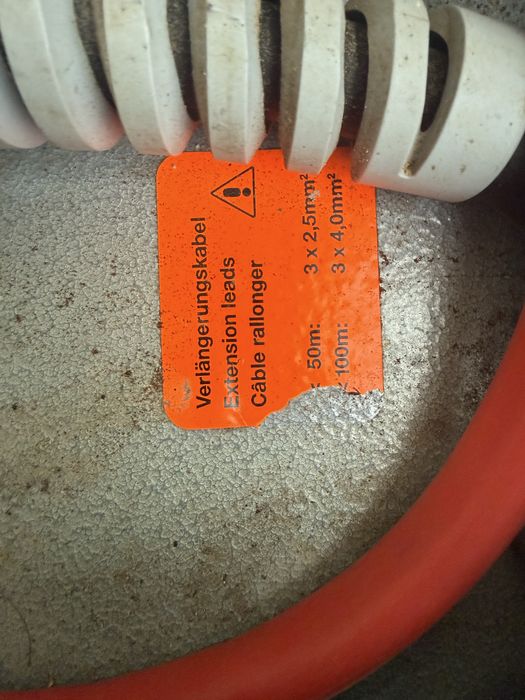 Verlängerungskabel
Extension leads
Câble rallonger
< 50m: 3 x 2,5mm²
< 100m: 3 x 4,0mm²